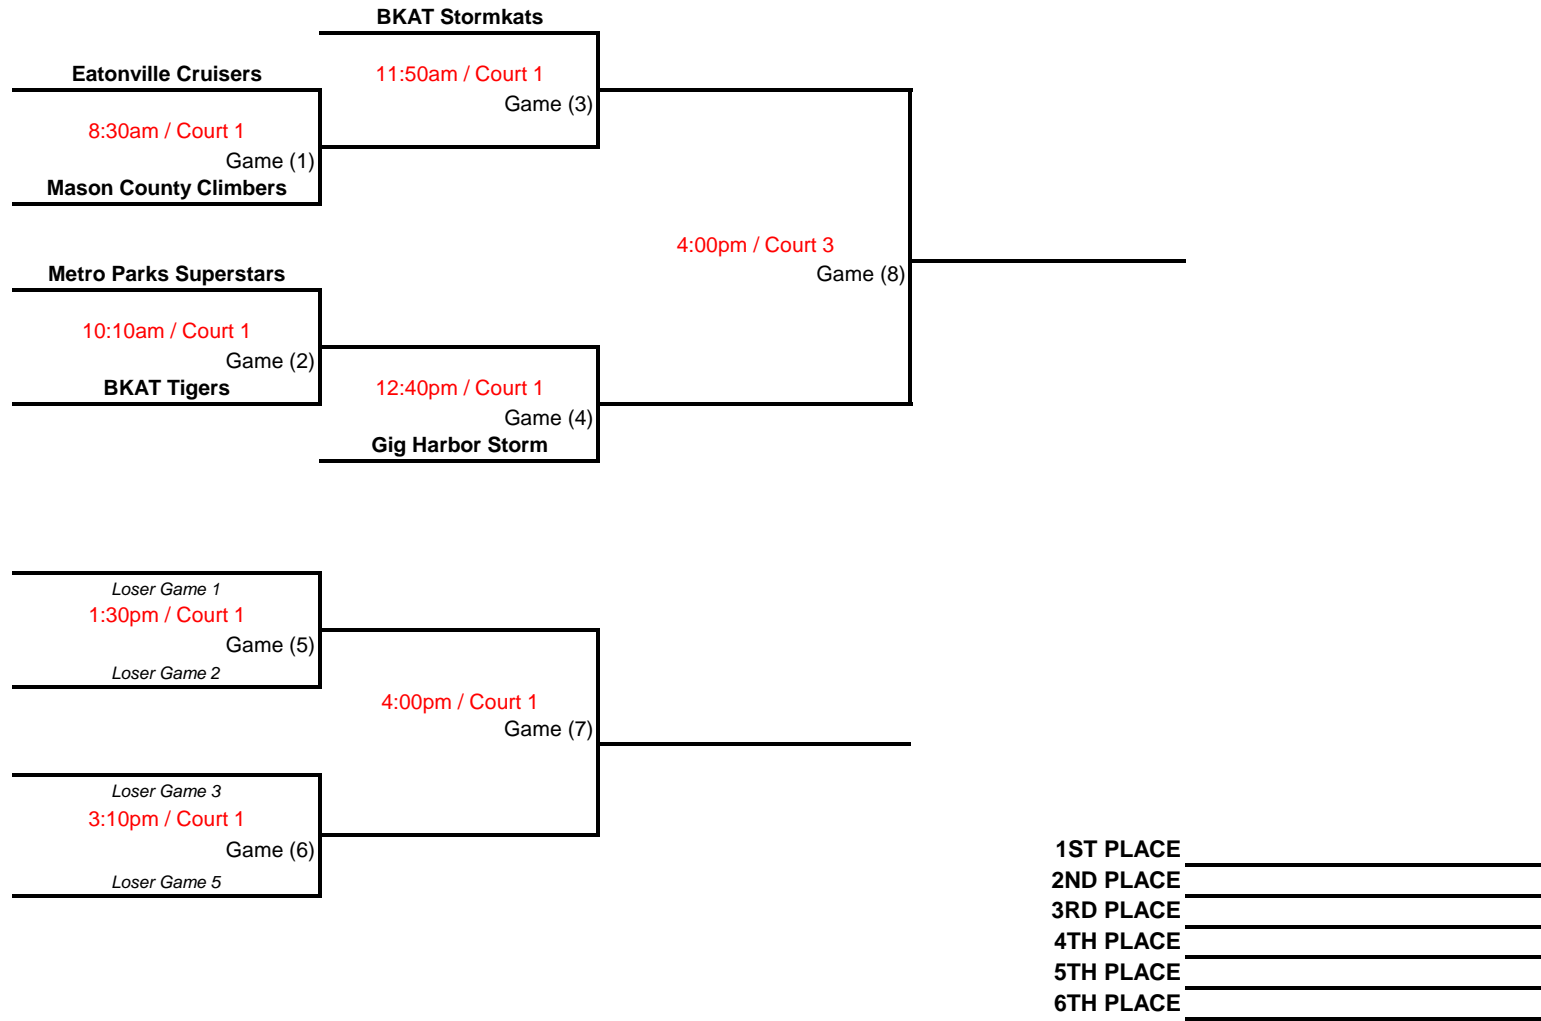 BKAT Stormkats
Eatonville Cruisers
11:50am / Court 1
Game (3)
8:30am / Court 1
Game (1)
Mason County Climbers
4:00pm / Court 3
Game (8)
Metro Parks Superstars
10:10am / Court 1
Game (2)
BKAT Tigers
12:40pm / Court 1
Game (4)
Gig Harbor Storm
Loser Game 1
1:30pm / Court 1
Game (5)
Loser Game 2
4:00pm / Court 1
Game (7)
Loser Game 3
3:10pm / Court 1
Game (6)
Loser Game 5
1ST PLACE
2ND PLACE
3RD PLACE
4TH PLACE
5TH PLACE
6TH PLACE